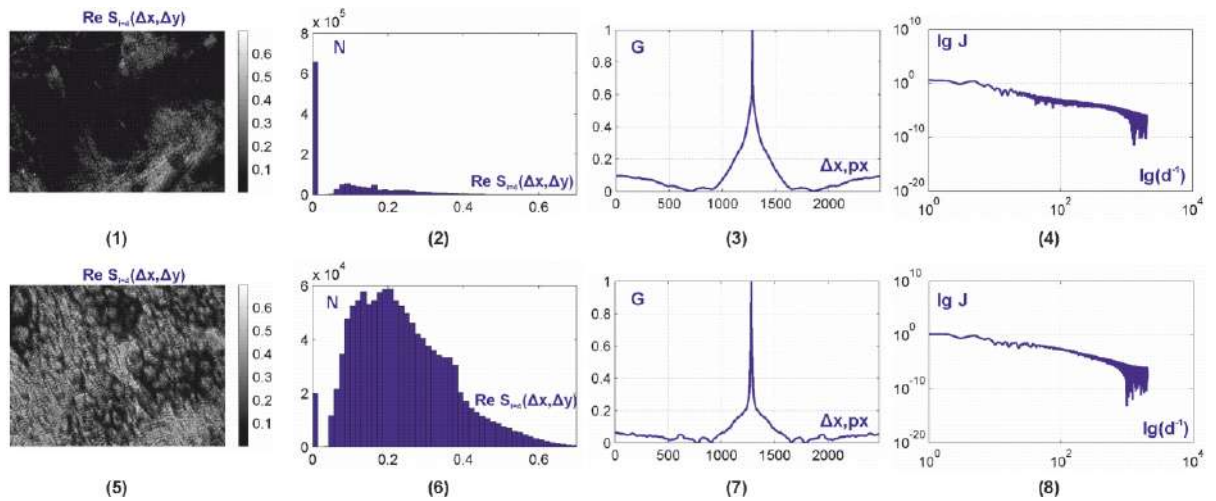 Re S_{i=4}(Δx,Δy)
0.6
0.5
0.4
0.3
0.2
0.1
(1)
x 10^5
N
8
6
4
2
0
Re S_{i=4}(Δx,Δy)
0 0.2 0.4 0.6
(2)
G
1
0.8
0.6
0.4
0.2
0
Δx,px
0 500 1000 1500 2000
(3)
lg J
10^10
10^0
10^-10
10^-20
lg(d^-1)
10^0 10^2 10^4
(4)
Re S_{i=4}(Δx,Δy)
0.6
0.5
0.4
0.3
0.2
0.1
(5)
x 10^4
N
6
4
2
0
Re S_{i=4}(Δx,Δy)
0 0.2 0.4 0.6
(6)
G
1
0.8
0.6
0.4
0.2
0
Δx,px
0 500 1000 1500 2000
(7)
lg J
10^10
10^0
10^-10
10^-20
lg(d^-1)
10^0 10^2 10^4
(8)